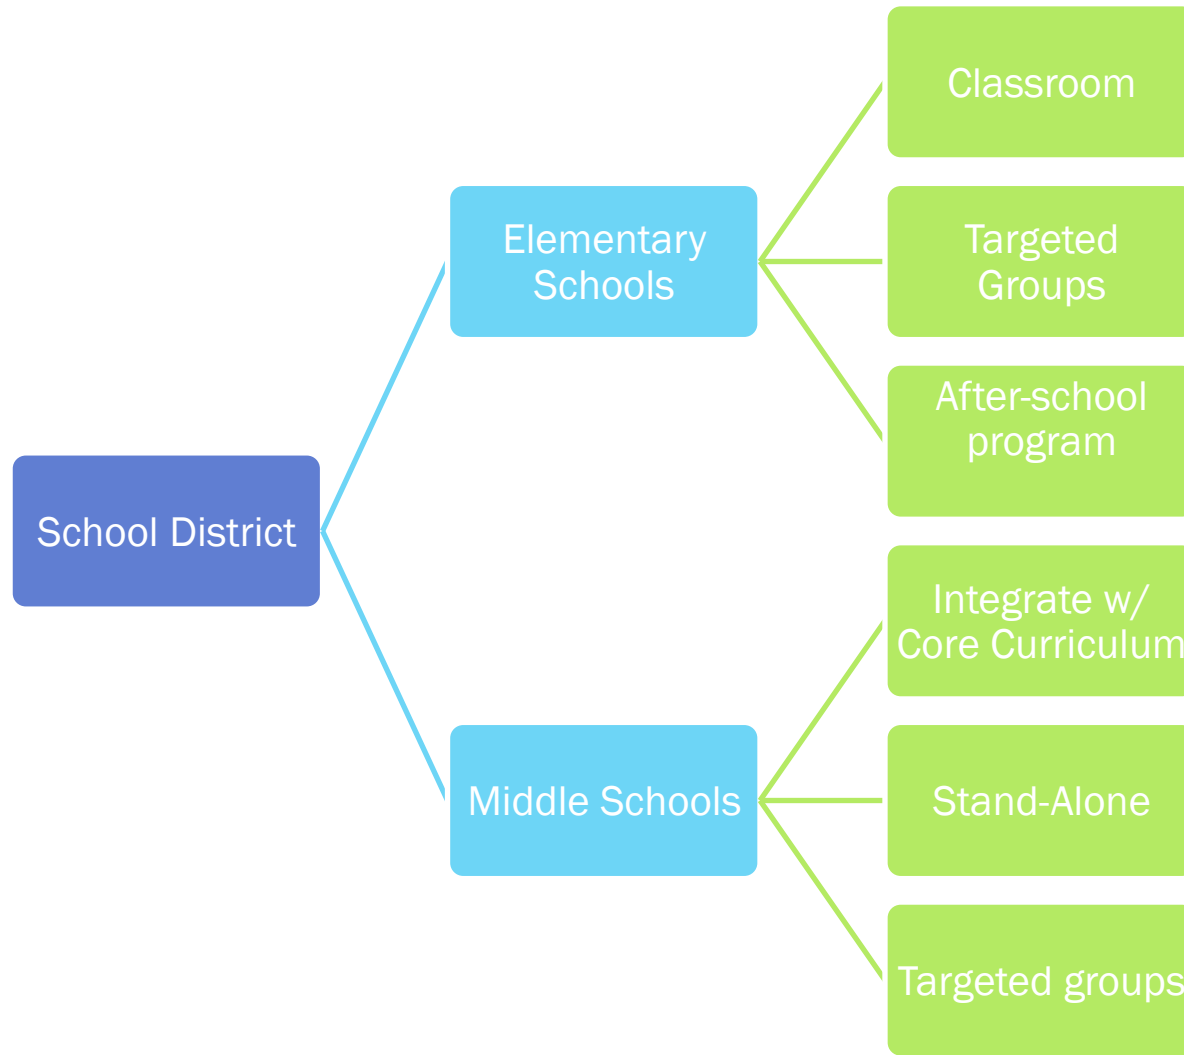 Classroom
Elementary
Schools
Targeted
Groups
After-school
program
School District
Integrate w/
Core Curriculum
Middle Schools
Stand-Alone
Targeted groups